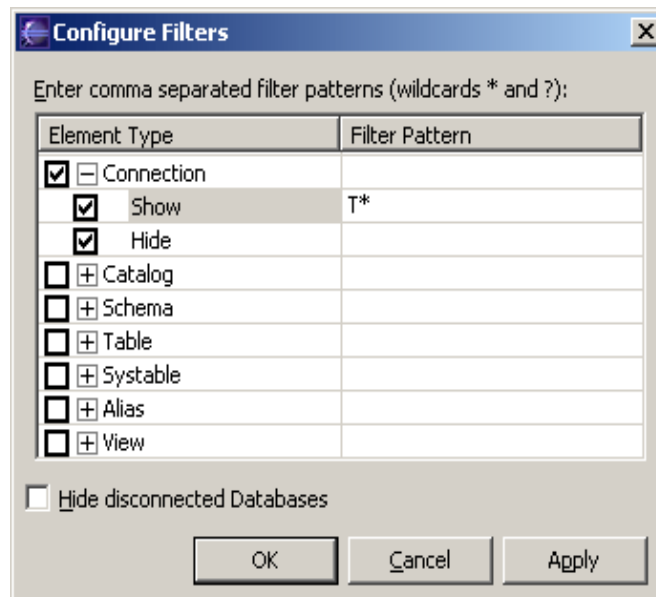 Configure Filters
Enter comma separated filter patterns (wildcards * and ?):
Element Type Filter Pattern
Connection
Show T*
Hide
Catalog
Schema
Table
Systable
Alias
View
Hide disconnected Databases
OK Cancel Apply